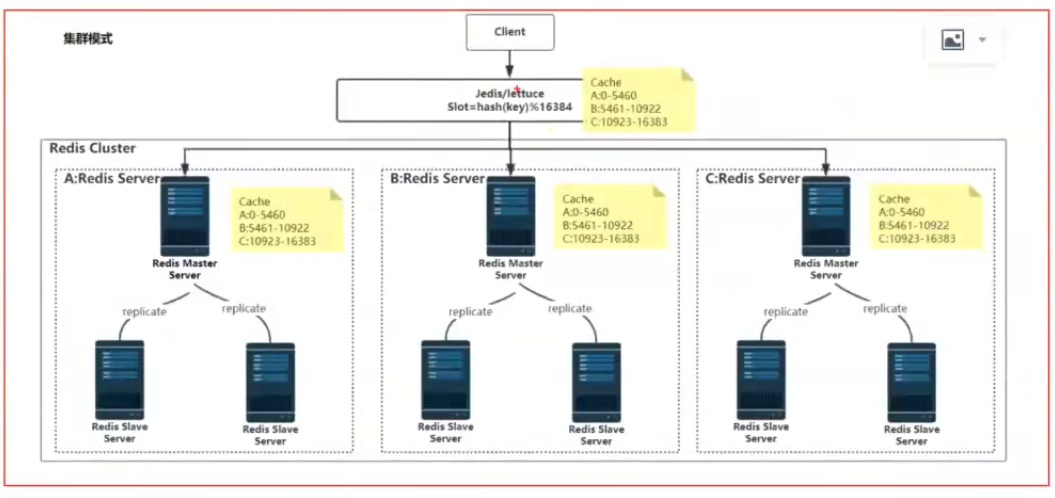 集群模式
Client
Jedis/lettuce
Slot=hash(key)%16384
Cache
A:0-5460
B:5461-10922
C:10923-16383
Redis Cluster
A:Redis Server
Cache
A:0-5460
B:5461-10922
C:10923-16383
Redis Master
Server
replicate
replicate
Redis Slave
Server
Redis Slave
Server
B:Redis Server
Cache
A:0-5460
B:5461-10922
C:10923-16383
Redis Master
Server
replicate
replicate
Redis Slave
Server
Redis Slave
Server
C:Redis Server
Cache
A:0-5460
B:5461-10922
C:10923-16383
Redis Master
Server
replicate
replicate
Redis Slave
Server
Redis Slave
Server